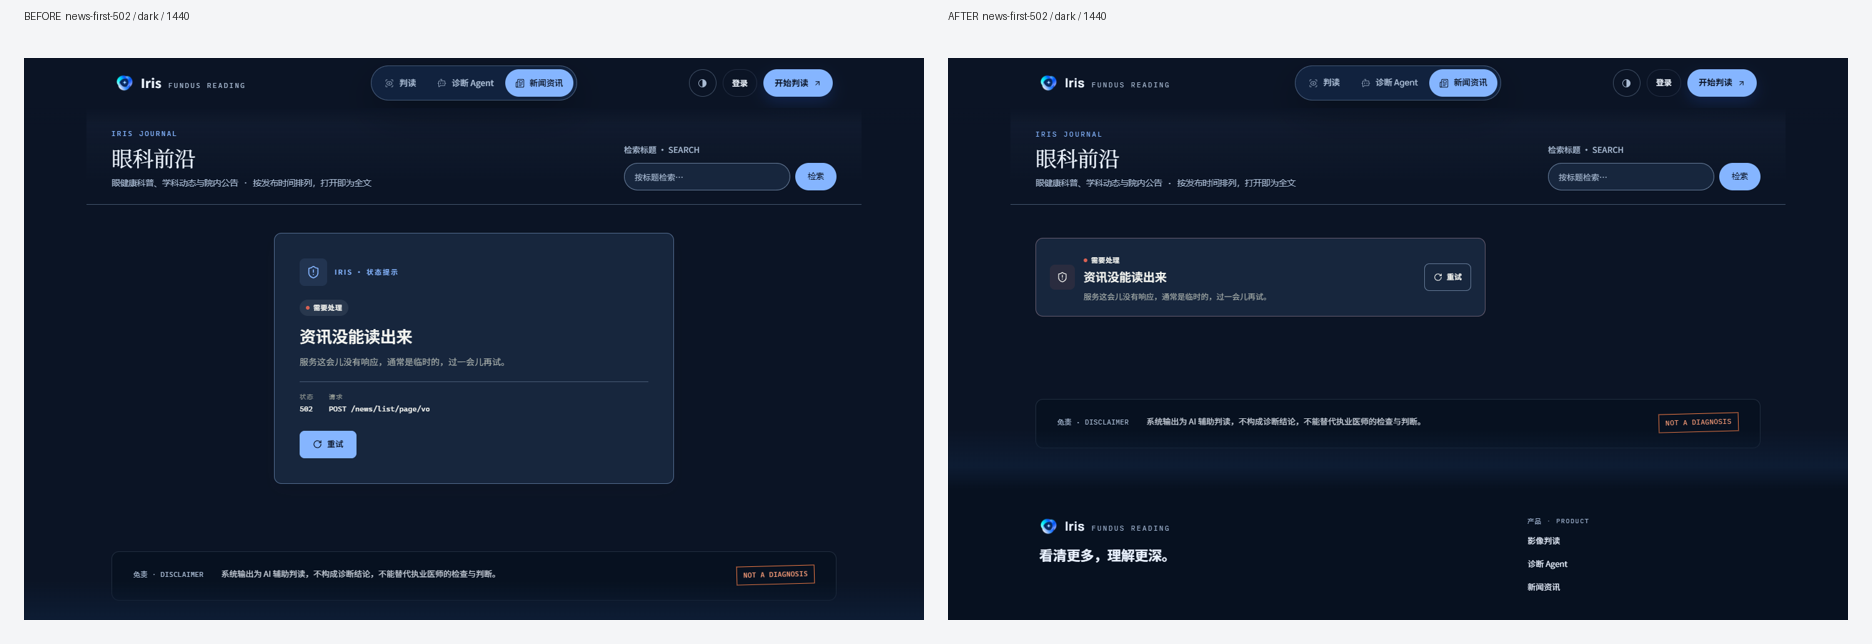 BEFORE news-first-502 / dark / 1440
Iris FUNDUS READING
判读
诊断 Agent
新闻资讯
登录
开始判读
IRIS JOURNAL
眼科前沿
眼健康科普、学科动态与院内公告 · 按发布时间排列，打开即为全文
检索标题 · SEARCH
按标题检索…
检索
IRIS · 状态提示
需要处理
资讯没能读出来
服务这会儿没有响应，通常是临时的，过一会儿再试。
状态 请求
502 POST /news/list/page/vo
重试
免责 · DISCLAIMER 系统输出为 AI 辅助判读，不构成诊断结论，不能替代执业医师的检查与判断。
NOT A DIAGNOSIS
AFTER news-first-502 / dark / 1440
Iris FUNDUS READING
判读
诊断 Agent
新闻资讯
登录
开始判读
IRIS JOURNAL
眼科前沿
眼健康科普、学科动态与院内公告 · 按发布时间排列，打开即为全文
检索标题 · SEARCH
按标题检索…
检索
需要处理
资讯没能读出来
服务这会儿没有响应，通常是临时的，过一会儿再试。
重试
免责 · DISCLAIMER 系统输出为 AI 辅助判读，不构成诊断结论，不能替代执业医师的检查与判断。
NOT A DIAGNOSIS
Iris FUNDUS READING
看清更多，理解更深。
产品 · PRODUCT
影像判读
诊断 Agent
新闻资讯